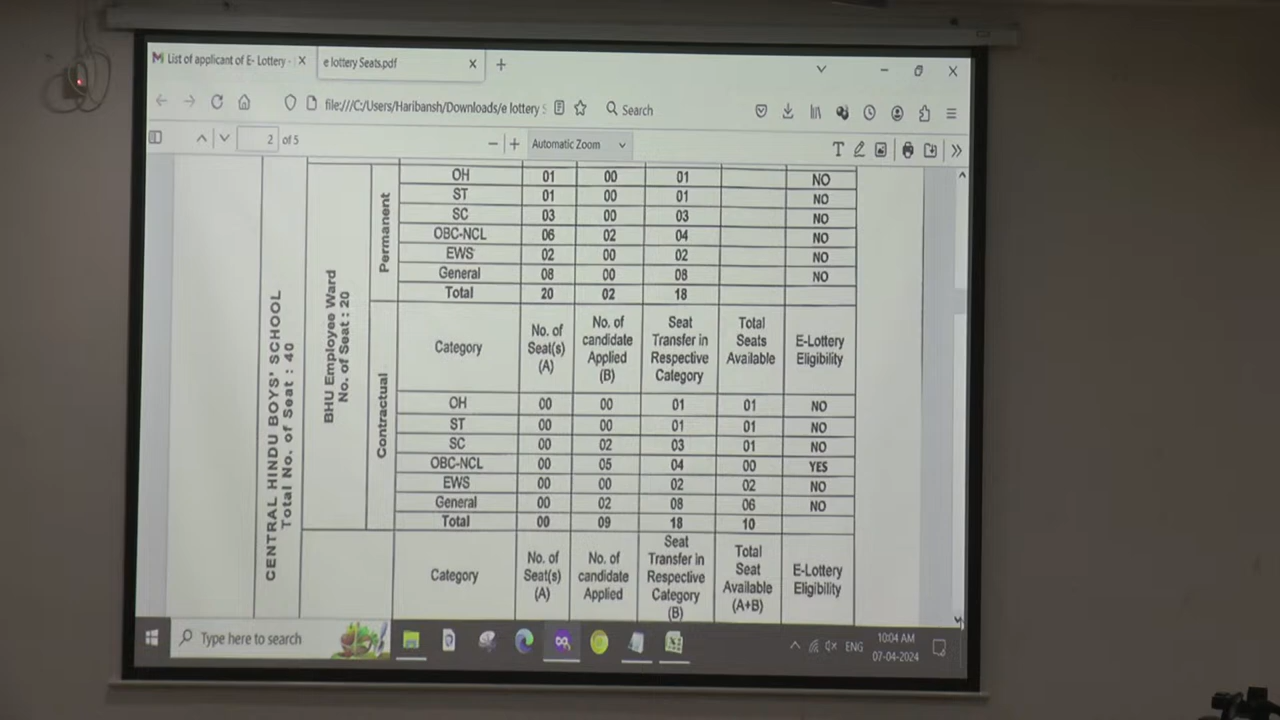 List of applicant of E- Lottery -
e lottery Seats.pdf
file:///C:/Users/Haribansh/Downloads/e lottery S
Search
2 of 5
Automatic Zoom
CENTRAL HINDU BOYS' SCHOOL
Total No. of Seat : 40
BHU Employee Ward
No. of Seat : 20
Permanent
OH 01 00 01 NO
ST 01 00 01 NO
SC 03 00 03 NO
OBC-NCL 06 02 04 NO
EWS 02 00 02 NO
General 08 00 08 NO
Total 20 02 18
Contractual
Category No. of Seat(s) (A) No. of candidate Applied (B) Seat Transfer in Respective Category Total Seats Available E-Lottery Eligibility
OH 00 00 01 01 NO
ST 00 00 01 01 NO
SC 00 02 03 01 NO
OBC-NCL 00 05 04 00 YES
EWS 00 00 02 02 NO
General 00 02 08 06 NO
Total 00 09 18 10
Category No. of Seat(s) (A) No. of candidate Applied Seat Transfer in Respective Category (B) Total Seat Available (A+B) E-Lottery Eligibility
Type here to search
ENG
10:04 AM
07-04-2024